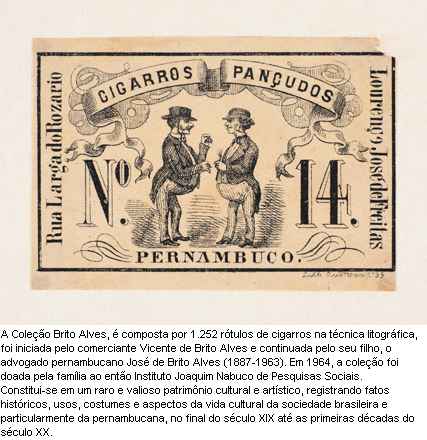 CIGARROS PANÇUDOS
Rua Larga do Rozario
Nº. 14.
Lourenço José de Freitas
PERNAMBUCO.
A Coleção Brito Alves, é composta por 1.252 rótulos de cigarros na técnica litográfica,
foi iniciada pelo comerciante Vicente de Brito Alves e continuada pelo seu filho, o
advogado pernambucano José de Brito Alves (1887-1963). Em 1964, a coleção foi
doada pela família ao então Instituto Joaquim Nabuco de Pesquisas Sociais.
Constitui-se em um raro e valioso patrimônio cultural e artístico, registrando fatos
históricos, usos, costumes e aspectos da vida cultural da sociedade brasileira e
particularmente da pernambucana, no final do século XIX até as primeiras décadas do
século XX.